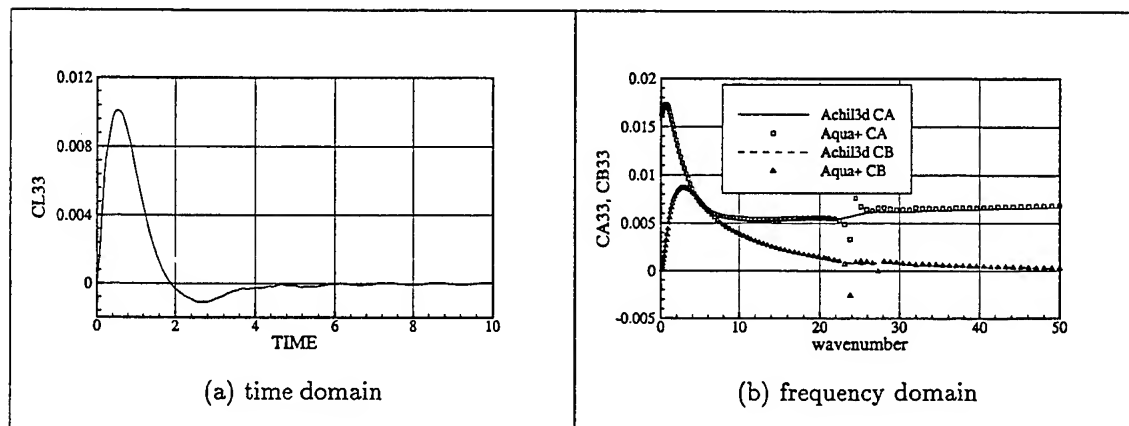 0.012
0.008
0.004
0
CL33
0 2 4 6 8 10
TIME
(a) time domain
0.02
0.015
0.01
0.005
0
-0.005
CA33, CB33
Achil3d CA
Aqua+ CA
Achil3d CB
Aqua+ CB
0 10 20 30 40 50
wavenumber
(b) frequency domain